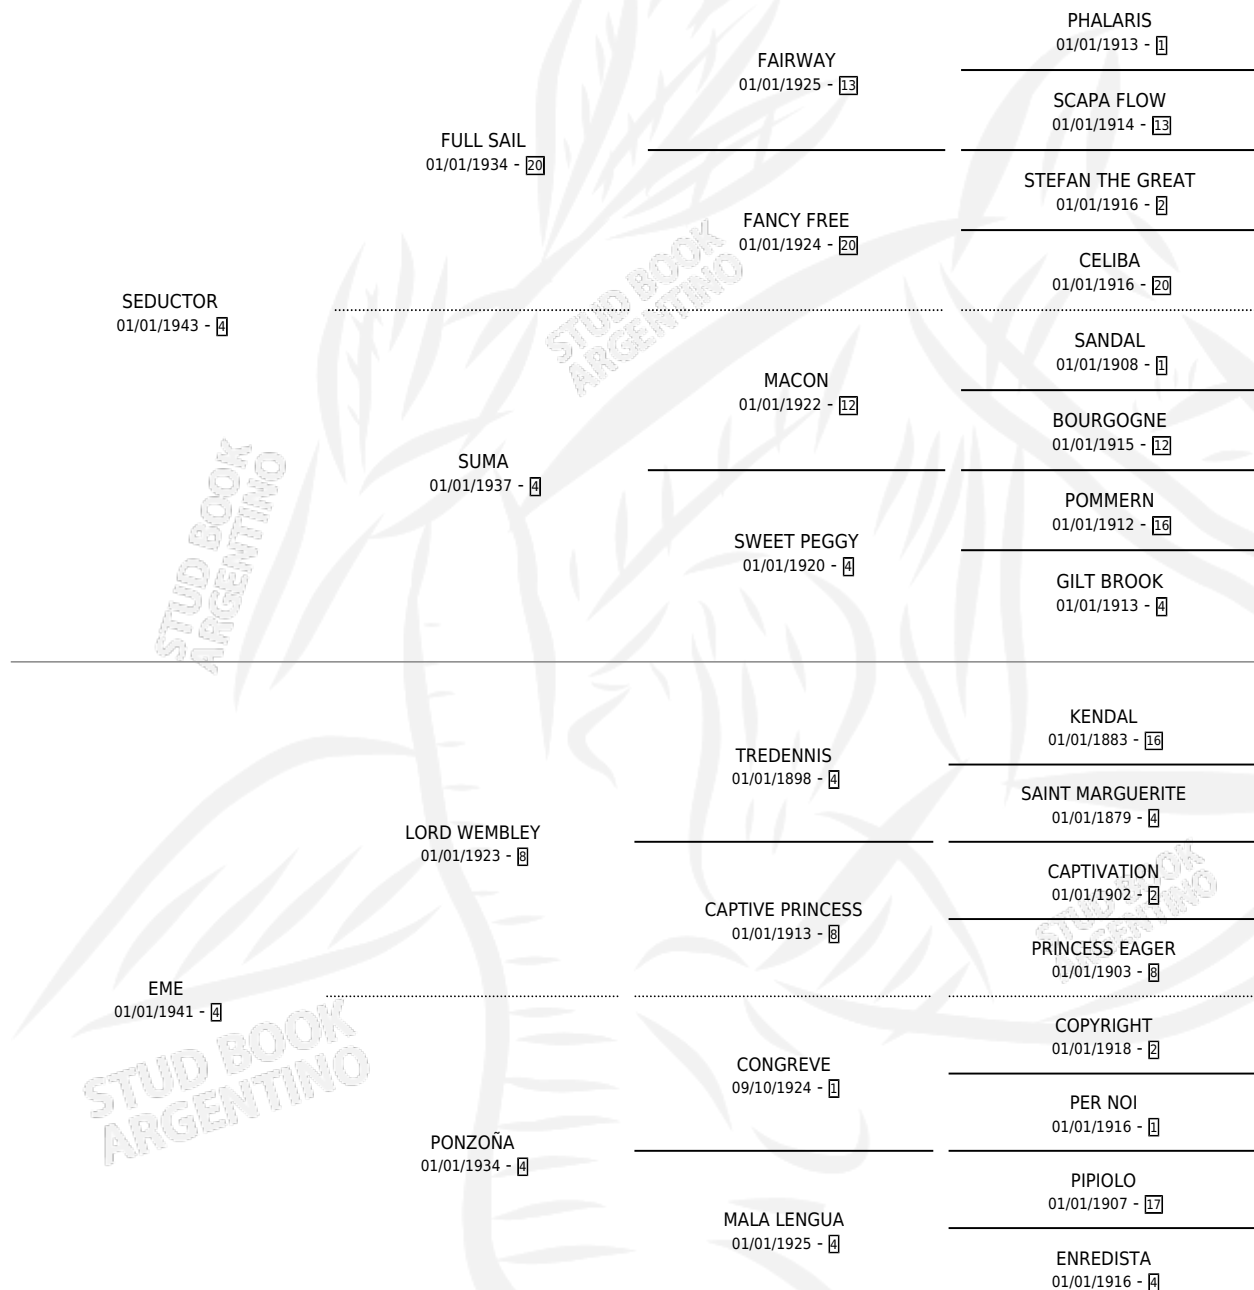 PHALARIS
01/01/1913 - 1
FAIRWAY
01/01/1925 - 13
SCAPA FLOW
01/01/1914 - 13
FULL SAIL
01/01/1934 - 20
STEFAN THE GREAT
01/01/1916 - 2
FANCY FREE
01/01/1924 - 20
CELIBA
01/01/1916 - 20
SEDUCTOR
01/01/1943 - 4
STUD BOOK
ARGENTINO
SANDAL
01/01/1908 - 1
MACON
01/01/1922 - 12
BOURGOGNE
01/01/1915 - 12
SUMA
01/01/1937 - 4
POMMERN
01/01/1912 - 16
SWEET PEGGY
01/01/1920 - 4
GILT BROOK
01/01/1913 - 4
STUD BOOK
ARGENTINO
KENDAL
01/01/1883 - 16
TREDENNIS
01/01/1898 - 4
SAINT MARGUERITE
01/01/1879 - 4
LORD WEMBLEY
01/01/1923 - 8
CAPTIVATION
01/01/1902 - 2
CAPTIVE PRINCESS
01/01/1913 - 8
PRINCESS EAGER
01/01/1903 - 8
STUD BOOK
ARGENTINO
EME
01/01/1941 - 4
STUD BOOK
ARGENTINO
COPYRIGHT
01/01/1918 - 2
CONGREVE
09/10/1924 - 1
PER NOI
01/01/1916 - 1
PONZOÑA
01/01/1934 - 4
PIPIOLO
01/01/1907 - 17
MALA LENGUA
01/01/1925 - 4
ENREDISTA
01/01/1916 - 4